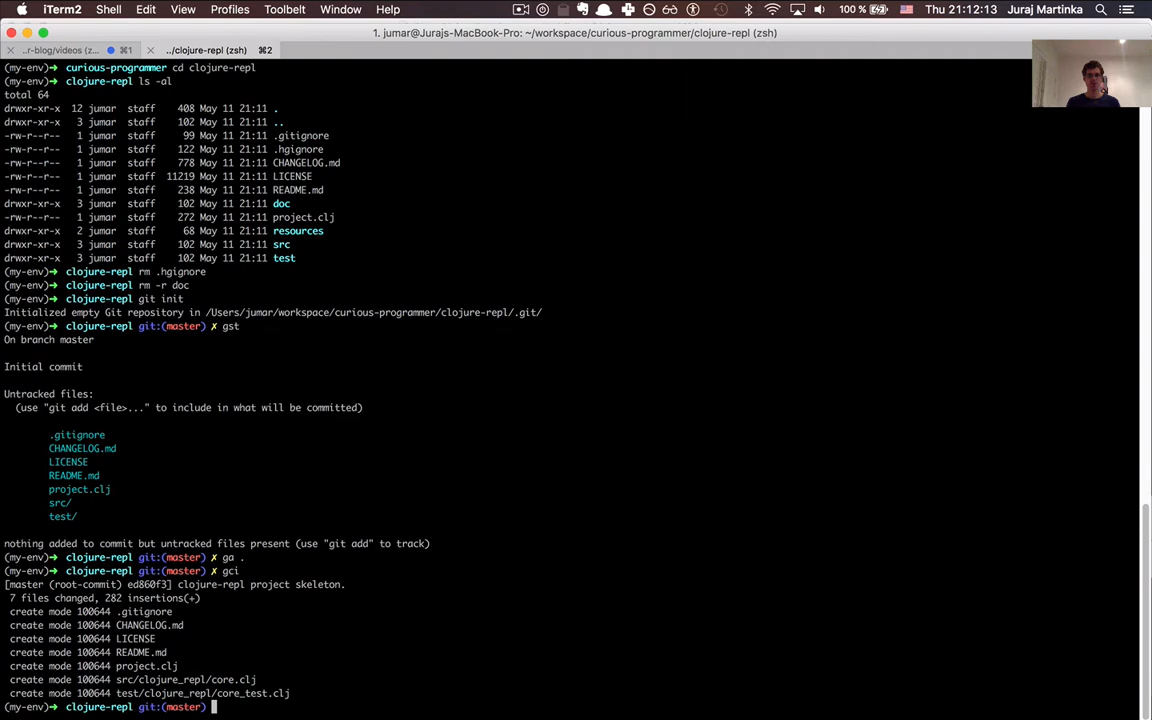 iTerm2 Shell Edit View Profiles Toolbelt Window Help 100 % Thu 21:12:13 Juraj Martinka
1. jumar@Jurajs-MacBook-Pro: ~/workspace/curious-programmer/clojure-repl (zsh)
..r-blog/videos (z... ⌘1 ../clojure-repl (zsh) ⌘2
(my-env)➜ curious-programmer cd clojure-repl
(my-env)➜ clojure-repl ls -al
total 64
drwxr-xr-x 12 jumar staff 408 May 11 21:11 .
drwxr-xr-x 3 jumar staff 102 May 11 21:11 ..
-rw-r--r-- 1 jumar staff 99 May 11 21:11 .gitignore
-rw-r--r-- 1 jumar staff 122 May 11 21:11 .hgignore
-rw-r--r-- 1 jumar staff 778 May 11 21:11 CHANGELOG.md
-rw-r--r-- 1 jumar staff 11219 May 11 21:11 LICENSE
-rw-r--r-- 1 jumar staff 238 May 11 21:11 README.md
drwxr-xr-x 3 jumar staff 102 May 11 21:11 doc
-rw-r--r-- 1 jumar staff 272 May 11 21:11 project.clj
drwxr-xr-x 2 jumar staff 68 May 11 21:11 resources
drwxr-xr-x 3 jumar staff 102 May 11 21:11 src
drwxr-xr-x 3 jumar staff 102 May 11 21:11 test
(my-env)➜ clojure-repl rm .hgignore
(my-env)➜ clojure-repl rm -r doc
(my-env)➜ clojure-repl git init
Initialized empty Git repository in /Users/jumar/workspace/curious-programmer/clojure-repl/.git/
(my-env)➜ clojure-repl git:(master) ✗ gst
On branch master
Initial commit
Untracked files:
(use "git add <file>..." to include in what will be committed)
.gitignore
CHANGELOG.md
LICENSE
README.md
project.clj
src/
test/
nothing added to commit but untracked files present (use "git add" to track)
(my-env)➜ clojure-repl git:(master) ✗ ga .
(my-env)➜ clojure-repl git:(master) ✗ gci
[master (root-commit) ed860f3] clojure-repl project skeleton.
7 files changed, 282 insertions(+)
create mode 100644 .gitignore
create mode 100644 CHANGELOG.md
create mode 100644 LICENSE
create mode 100644 README.md
create mode 100644 project.clj
create mode 100644 src/clojure_repl/core.clj
create mode 100644 test/clojure_repl/core_test.clj
(my-env)➜ clojure-repl git:(master)